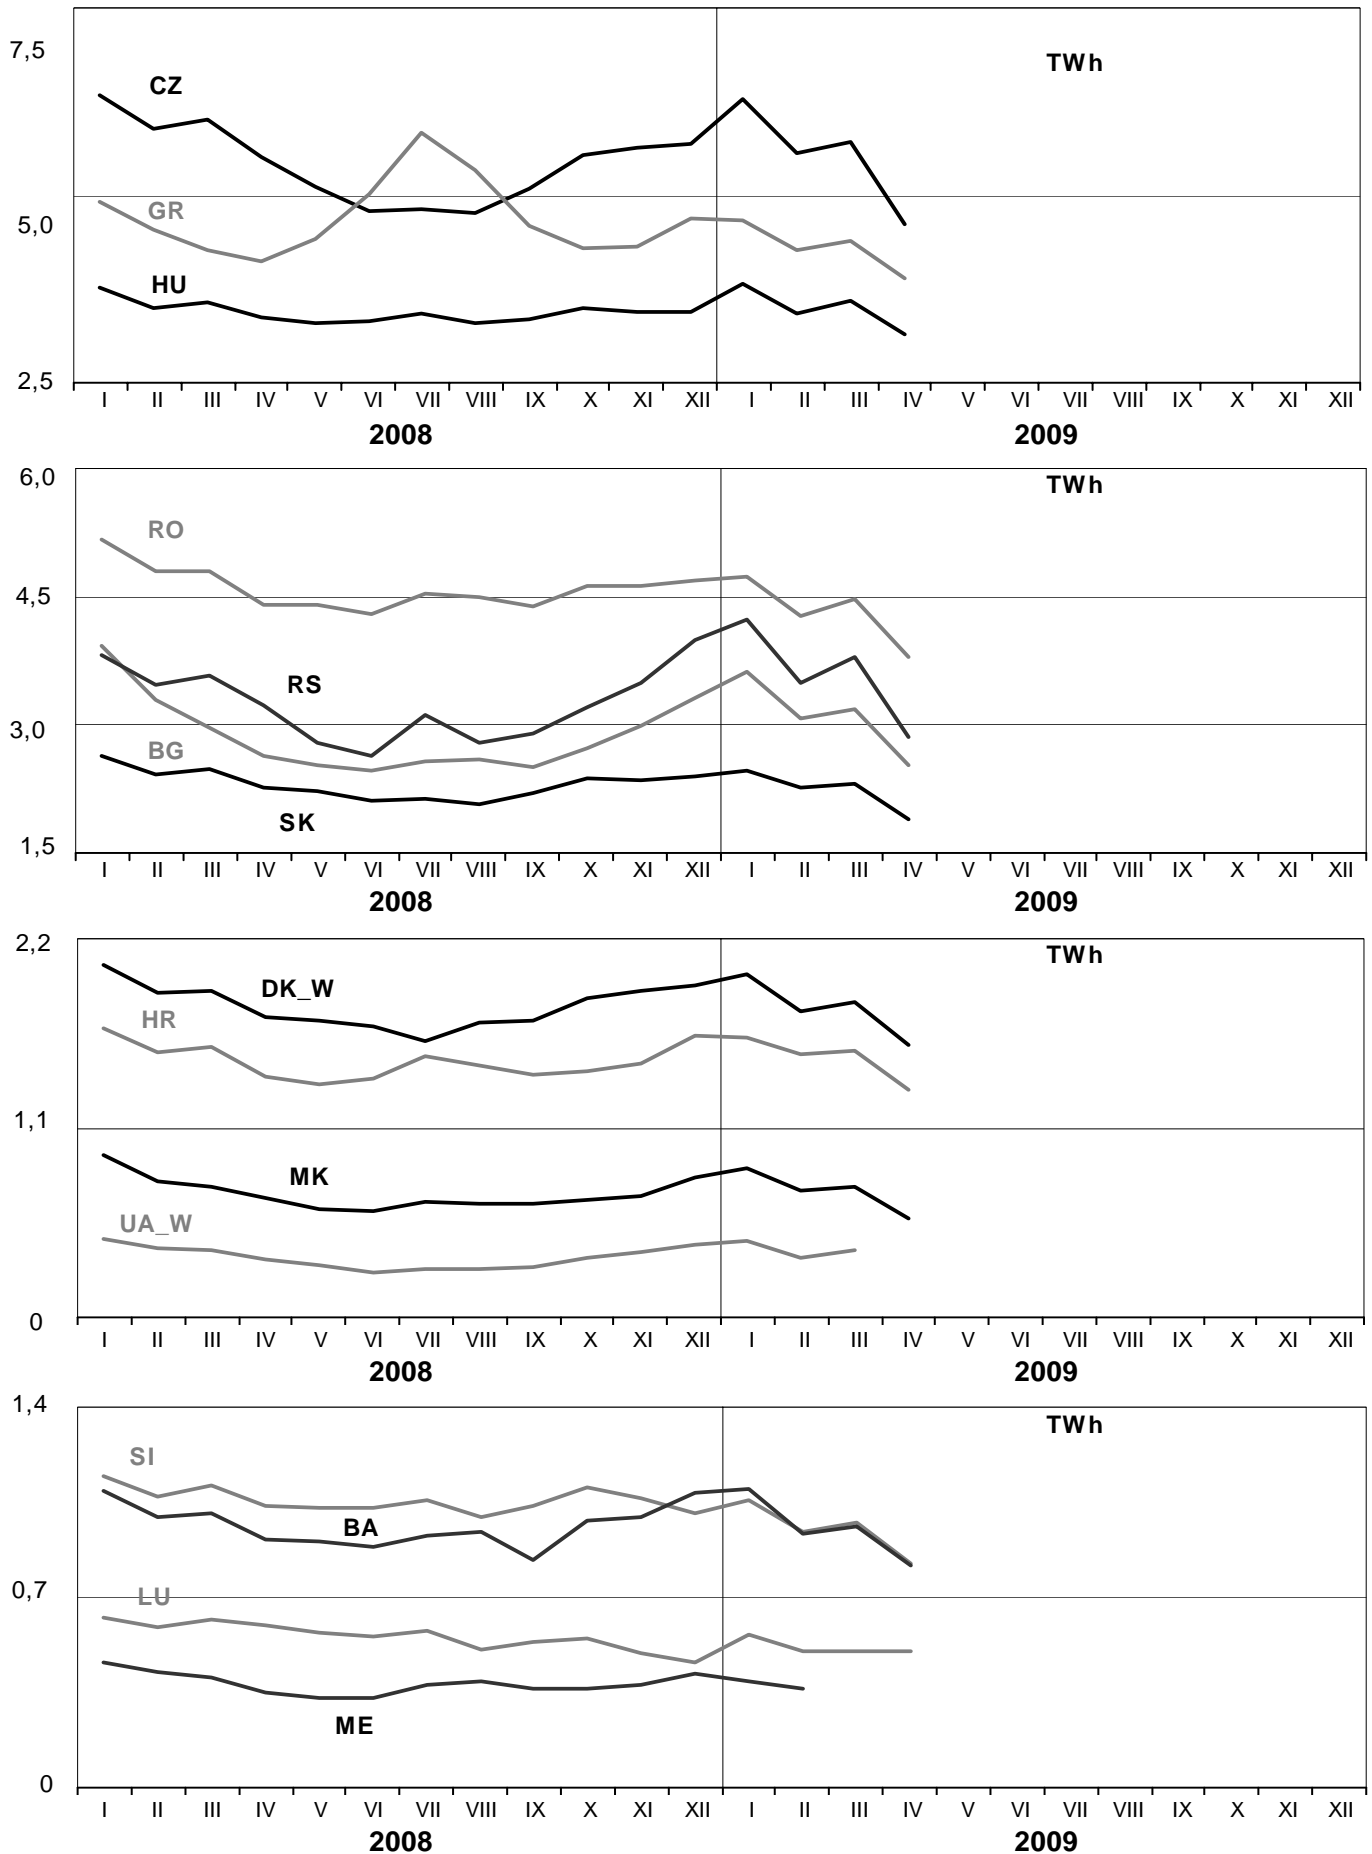 7,5
TWh
CZ
GR
5,0
HU
2,5
I II III IV V VI VII VIII IX X XI XII I II III IV V VI VII VIII IX X XI XII
2008 2009
6,0
TWh
RO
4,5
RS
3,0
BG
SK
1,5
I II III IV V VI VII VIII IX X XI XII I II III IV V VI VII VIII IX X XI XII
2008 2009
2,2
TWh
DK_W
HR
1,1
MK
UA_W
0
I II III IV V VI VII VIII IX X XI XII I II III IV V VI VII VIII IX X XI XII
2008 2009
1,4
TWh
SI
BA
0,7
LU
ME
0
I II III IV V VI VII VIII IX X XI XII I II III IV V VI VII VIII IX X XI XII
2008 2009